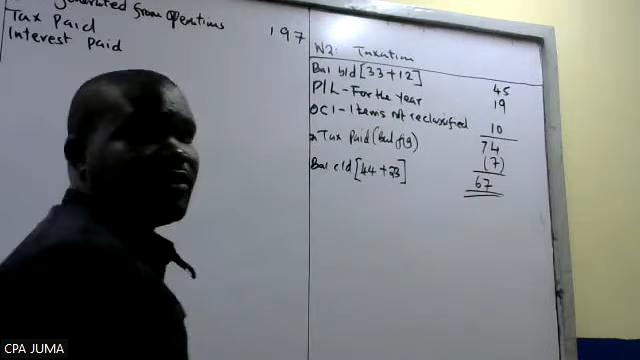 generated from operations 197
Tax Paid
Interest Paid
N2: Taxation
Bal b/d [33+12] 45
P/L - For the year 19
OCI - Items not reclassified 10
74
Tax Paid (bal fig) (7)
Bal c/d [44+23] 67
CPA JUMA